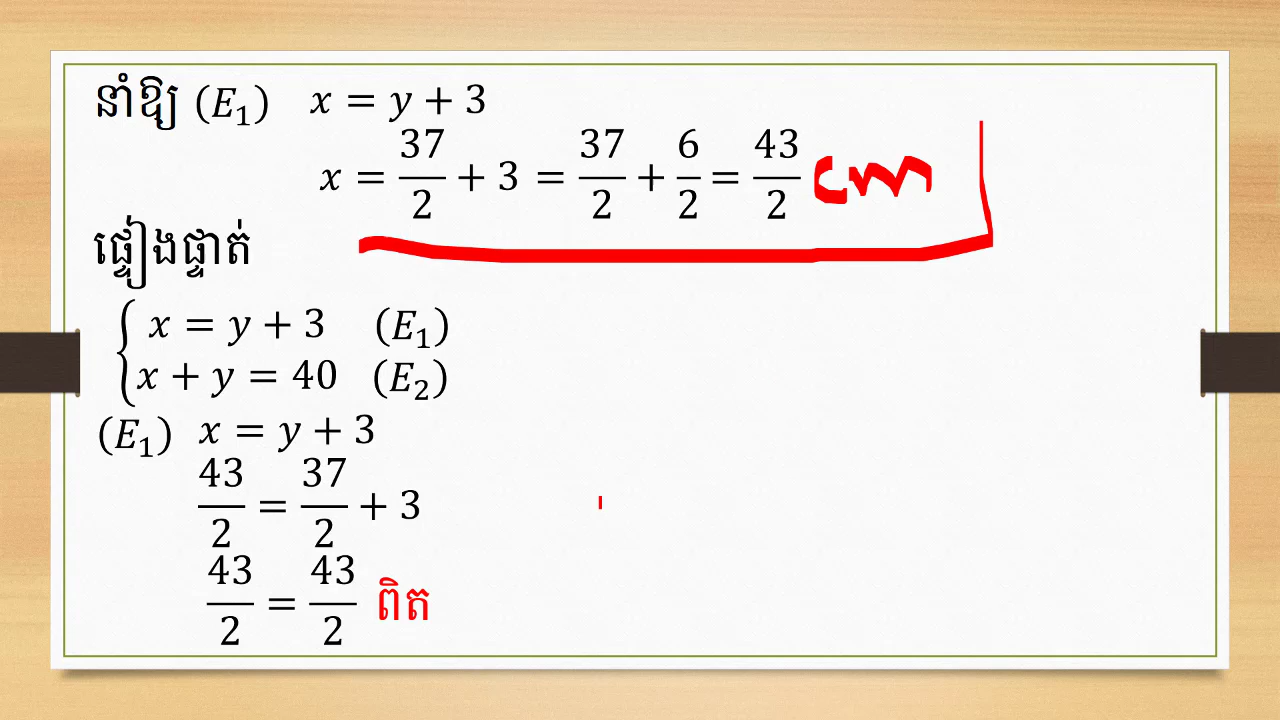 នាំឱ្យ (E₁) x = y + 3
x = 37/2 + 3 = 37/2 + 6/2 = 43/2 cm
ផ្ទៀងផ្ទាត់
{ x = y + 3 (E₁)
x + y = 40 (E₂)
(E₁) x = y + 3
43/2 = 37/2 + 3
43/2 = 43/2 ពិត